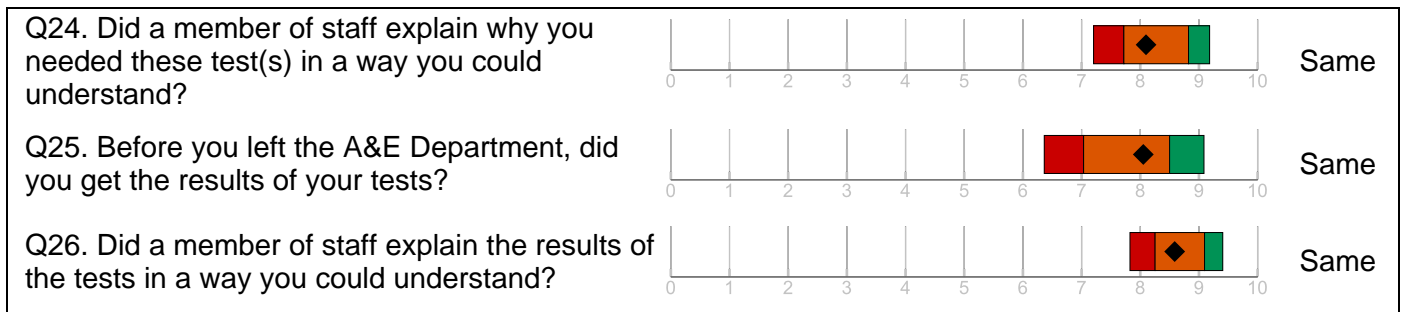 Q24. Did a member of staff explain why you
needed these test(s) in a way you could
understand?
0 1 2 3 4 5 6 7 8 9 10
Same
Q25. Before you left the A&E Department, did
you get the results of your tests?
0 1 2 3 4 5 6 7 8 9 10
Same
Q26. Did a member of staff explain the results of
the tests in a way you could understand?
0 1 2 3 4 5 6 7 8 9 10
Same